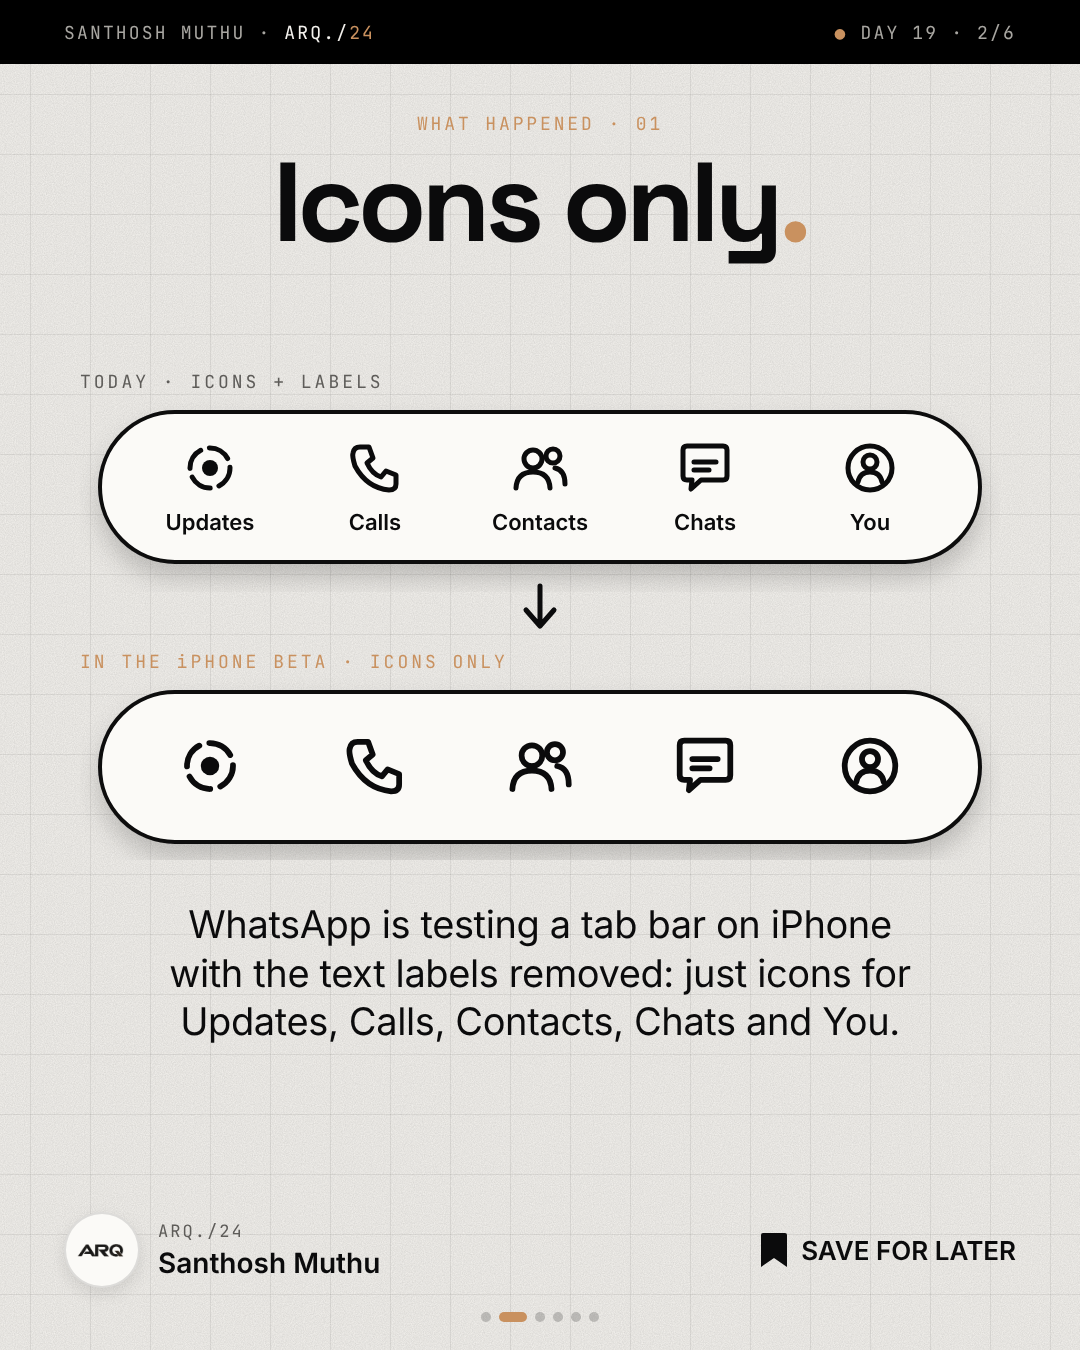 SANTHOSH MUTHU · ARQ./24
● DAY 19 · 2/6
WHAT HAPPENED · 01
Icons only.
TODAY · ICONS + LABELS
Updates
Calls
Contacts
Chats
You
IN THE iPHONE BETA · ICONS ONLY
WhatsApp is testing a tab bar on iPhone
with the text labels removed: just icons for
Updates, Calls, Contacts, Chats and You.
ARQ
ARQ./24
Santhosh Muthu
SAVE FOR LATER